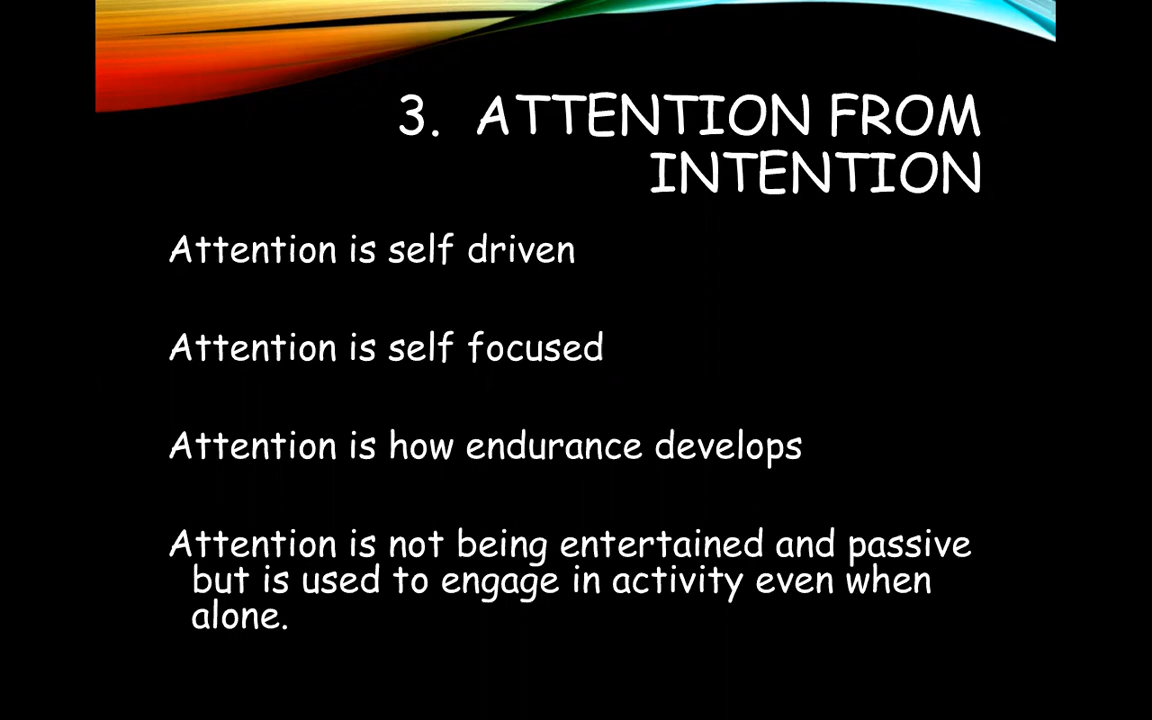 3. ATTENTION FROM
INTENTION
Attention is self driven
Attention is self focused
Attention is how endurance develops
Attention is not being entertained and passive
but is used to engage in activity even when
alone.